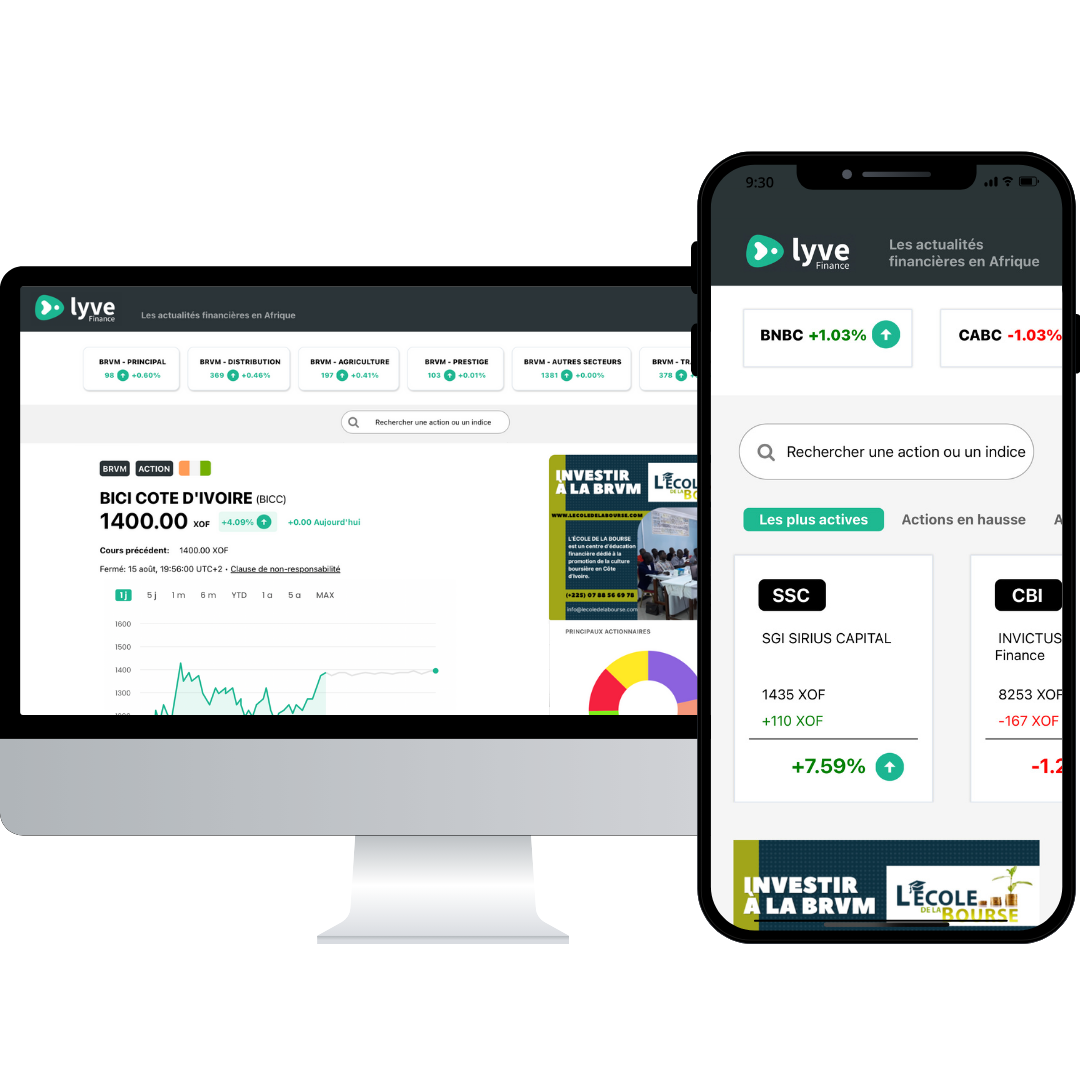 lyve
Finance
Les actualités financières en Afrique
BRVM - PRINCIPAL
98 +0.60%
BRVM - DISTRIBUTION
369 +0.46%
BRVM - AGRICULTURE
197 +0.41%
BRVM - PRESTIGE
103 +0.01%
BRVM - AUTRES SECTEURS
1381 +0.00%
BRVM - TR
378
Rechercher une action ou un indice
BRVM ACTION
BICI COTE D'IVOIRE (BICC)
1400.00 XOF +4.09% +0.00 Aujourd'hui
Cours précédent: 1400.00 XOF
Fermé: 15 août, 19:56:00 UTC+2 • Clause de non-responsabilité
1 j 5 j 1 m 6 m YTD 1 a 5 a MAX
1600
1500
1400
1300
INVESTIR
À LA BRVM
L'ÉCOL
DE LA BO
WWW.LECOLEDELABOURSE.COM
L'ÉCOLE DE LA BOURSE
est un centre d'éducation
financière dédié à la
promotion de la culture
boursière en Côte
d'Ivoire.
(+225) 07 88 56 69 76
info@lecoledelabourse.com
PRINCIPAUX ACTIONNAIRES
9:30
lyve
Finance
Les actualités
financières en Afrique
BNBC +1.03%
CABC -1.03%
Rechercher une action ou un indice
Les plus actives Actions en hausse A
SSC
SGI SIRIUS CAPITAL
1435 XOF
+110 XOF
+7.59%
CBI
INVICTUS
Finance
8253 XOF
-167 XOF
-1.2
INVESTIR
À LA BRVM
L'ÉCOLE
DE LA BOURSE